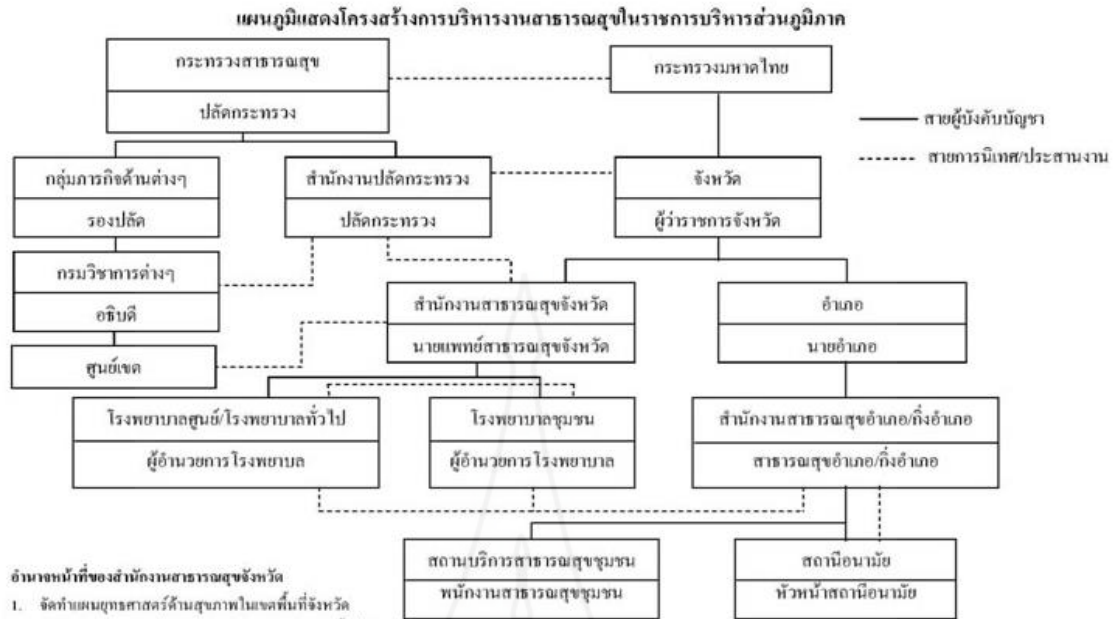 แผนภูมิแสดงโครงสร้างการบริหารงานสาธารณสุขในราชการบริหารส่วนภูมิภาค
กระทรวงสาธารณสุข
ปลัดกระทรวง
กระทรวงมหาดไทย
สายผู้บังคับบัญชา
สายการนิเทศ/ประสานงาน
กลุ่มภารกิจด้านต่างๆ
รองปลัด
สำนักงานปลัดกระทรวง
ปลัดกระทรวง
จังหวัด
ผู้ว่าราชการจังหวัด
กรมวิชาการต่างๆ
อธิบดี
ศูนย์เขต
สำนักงานสาธารณสุขจังหวัด
นายแพทย์สาธารณสุขจังหวัด
อำเภอ
นายอำเภอ
โรงพยาบาลศูนย์/โรงพยาบาลทั่วไป
ผู้อำนวยการโรงพยาบล
โรงพยาบาลชุมชน
ผู้อำนวยการโรงพยาบาล
สำนักงานสาธารณสุขอำเภอ/กิ่งอำเภอ
สาธารณสุขอำเภอ/กิ่งอำเภอ
สถานบริการสาธารณสุขชุมชน
พนักงานสาธารณสุขชุมชน
สถานีอนามัย
หัวหน้าสถานีอนามัย
อำนาจหน้าที่ของสำนักงานสาธารณสุขจังหวัด
1. จัดทำแผนยุทธศาสตร์ด้านสุขภาพในเขตพื้นที่จังหวัด